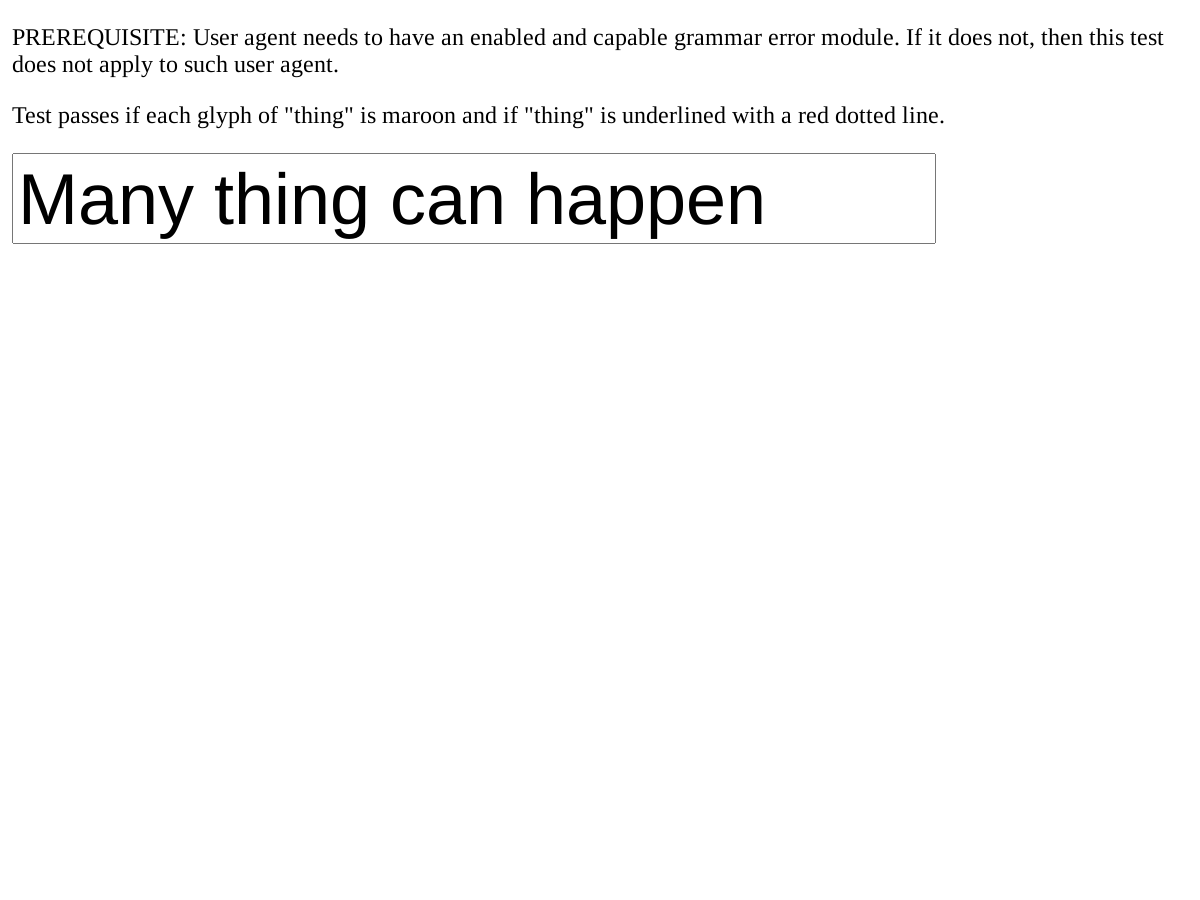 PREREQUISITE: User agent needs to have an enabled and capable grammar error module. If it does not, then this test
does not apply to such user agent.
Test passes if each glyph of "thing" is maroon and if "thing" is underlined with a red dotted line.
Many thing can happen